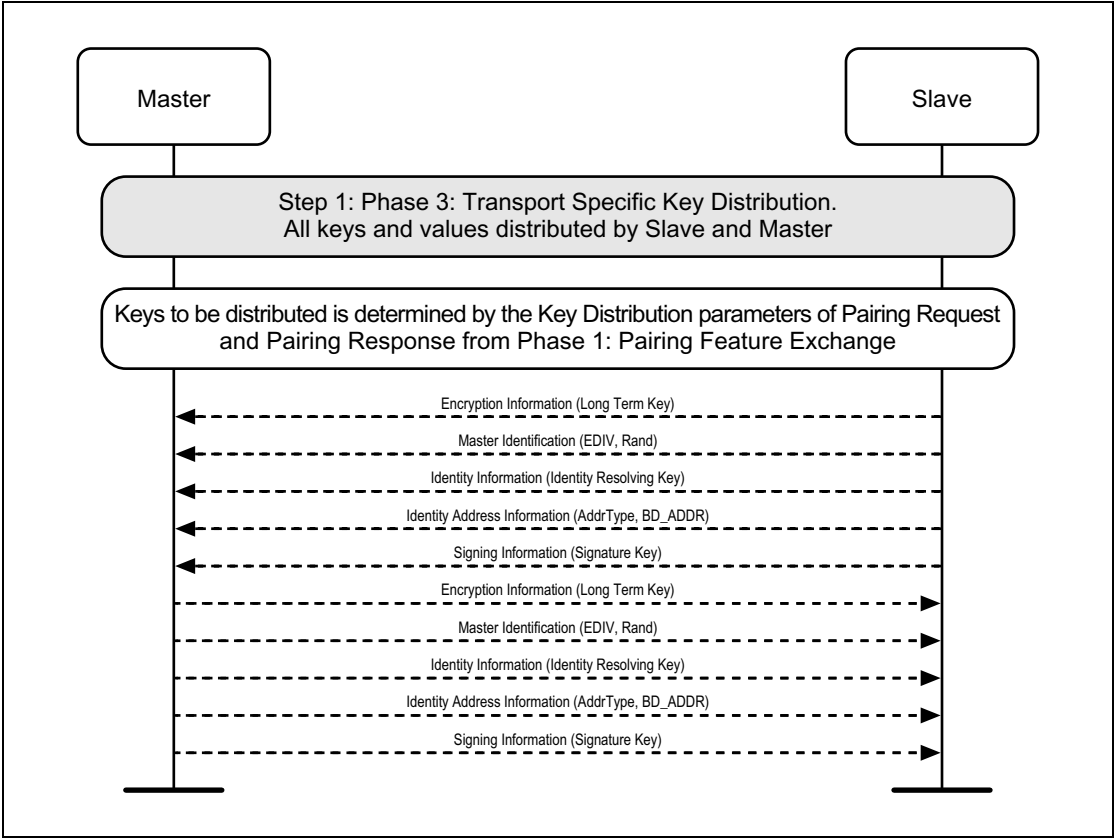 Master
Slave
Step 1: Phase 3: Transport Specific Key Distribution.
All keys and values distributed by Slave and Master
Keys to be distributed is determined by the Key Distribution parameters of Pairing Request
and Pairing Response from Phase 1: Pairing Feature Exchange
Encryption Information (Long Term Key)
Master Identification (EDIV, Rand)
Identity Information (Identity Resolving Key)
Identity Address Information (AddrType, BD_ADDR)
Signing Information (Signature Key)
Encryption Information (Long Term Key)
Master Identification (EDIV, Rand)
Identity Information (Identity Resolving Key)
Identity Address Information (AddrType, BD_ADDR)
Signing Information (Signature Key)